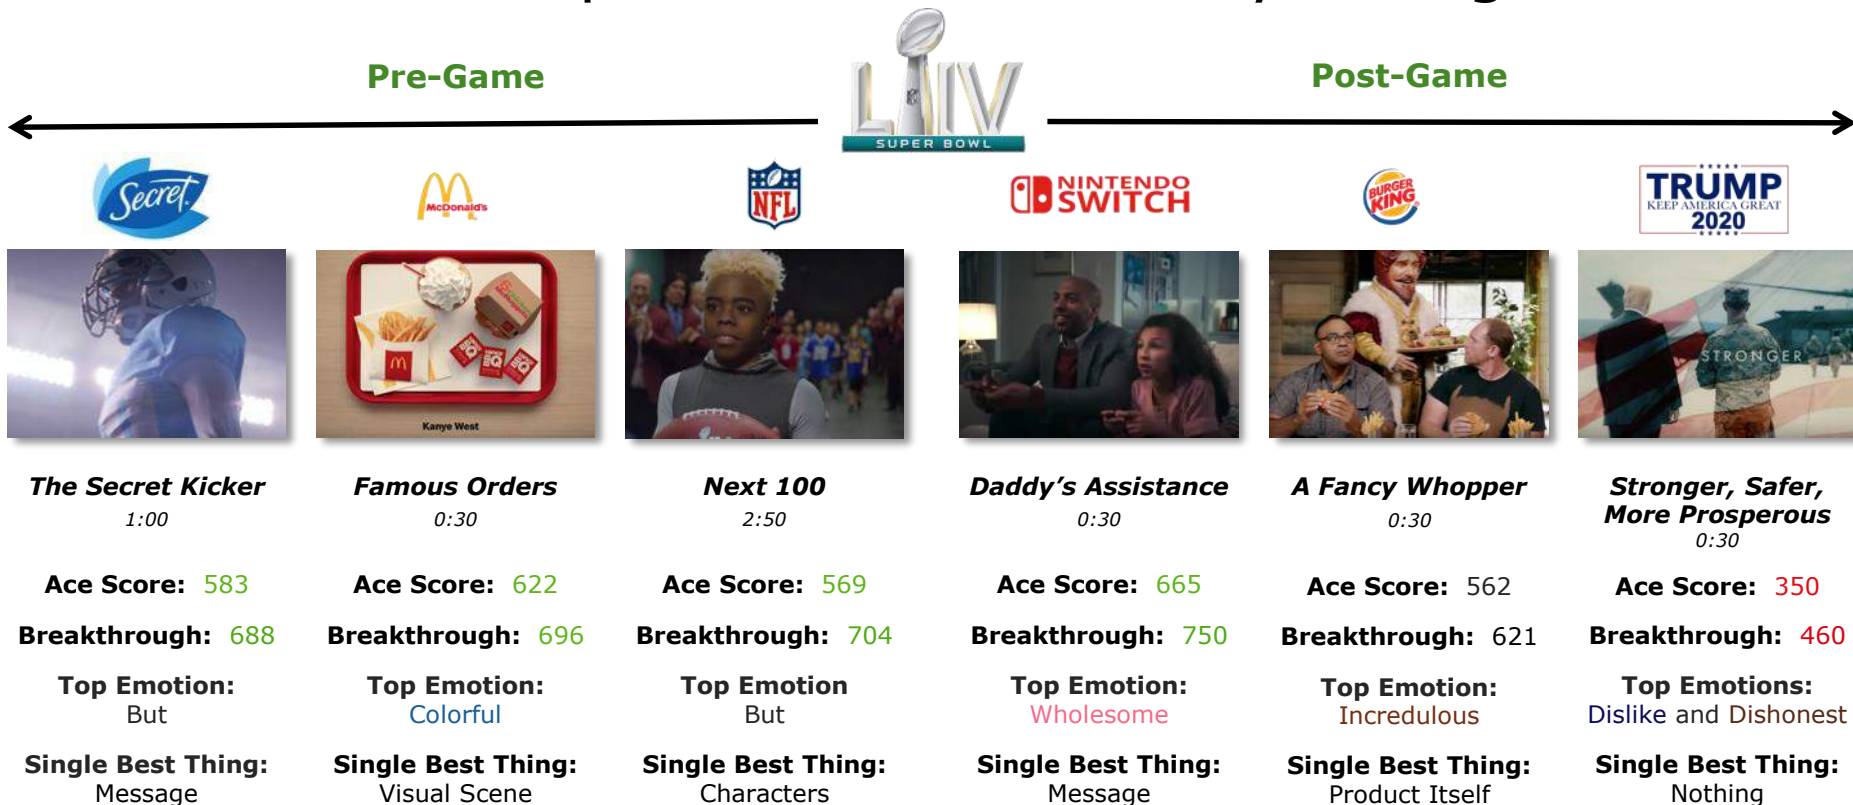 Pre-Game
Post-Game
LIV
SUPER BOWL
Secret.
McDonald's
NFL
NINTENDO
SWITCH
BURGER
KING
TRUMP
KEEP AMERICA GREAT
2020
Kanye West
STRONGER
The Secret Kicker
1:00
Famous Orders
0:30
Next 100
2:50
Daddy's Assistance
0:30
A Fancy Whopper
0:30
Stronger, Safer,
More Prosperous
0:30
Ace Score: 583
Ace Score: 622
Ace Score: 569
Ace Score: 665
Ace Score: 562
Ace Score: 350
Breakthrough: 688
Breakthrough: 696
Breakthrough: 704
Breakthrough: 750
Breakthrough: 621
Breakthrough: 460
Top Emotion:
But
Top Emotion:
Colorful
Top Emotion
But
Top Emotion:
Wholesome
Top Emotion:
Incredulous
Top Emotions:
Dislike and Dishonest
Single Best Thing:
Message
Single Best Thing:
Visual Scene
Single Best Thing:
Characters
Single Best Thing:
Message
Single Best Thing:
Product Itself
Single Best Thing:
Nothing